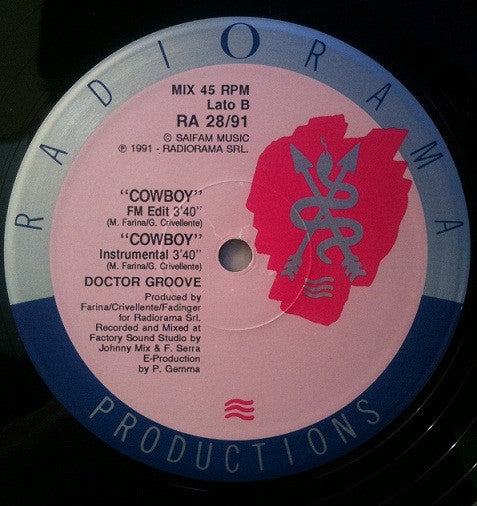 RADIORAMA
MIX 45 RPM
Lato B
RA 28/91
© SAIFAM MUSIC
℗ 1991 - RADIORAMA SRL.
"COWBOY"
FM Edit 3'40"
(M. Farina/G. Crivellente)
"COWBOY"
Instrumental 3'40"
(M. Farina/G. Crivellente)
DOCTOR GROOVE
Produced by
Farina/Crivellente/Fadinger
for Radiorama Srl.
Recorded and Mixed at
Factory Sound Studio by
Johnny Mix & F. Serra
E-Production
by P. Gemma
PRODUCTIONS